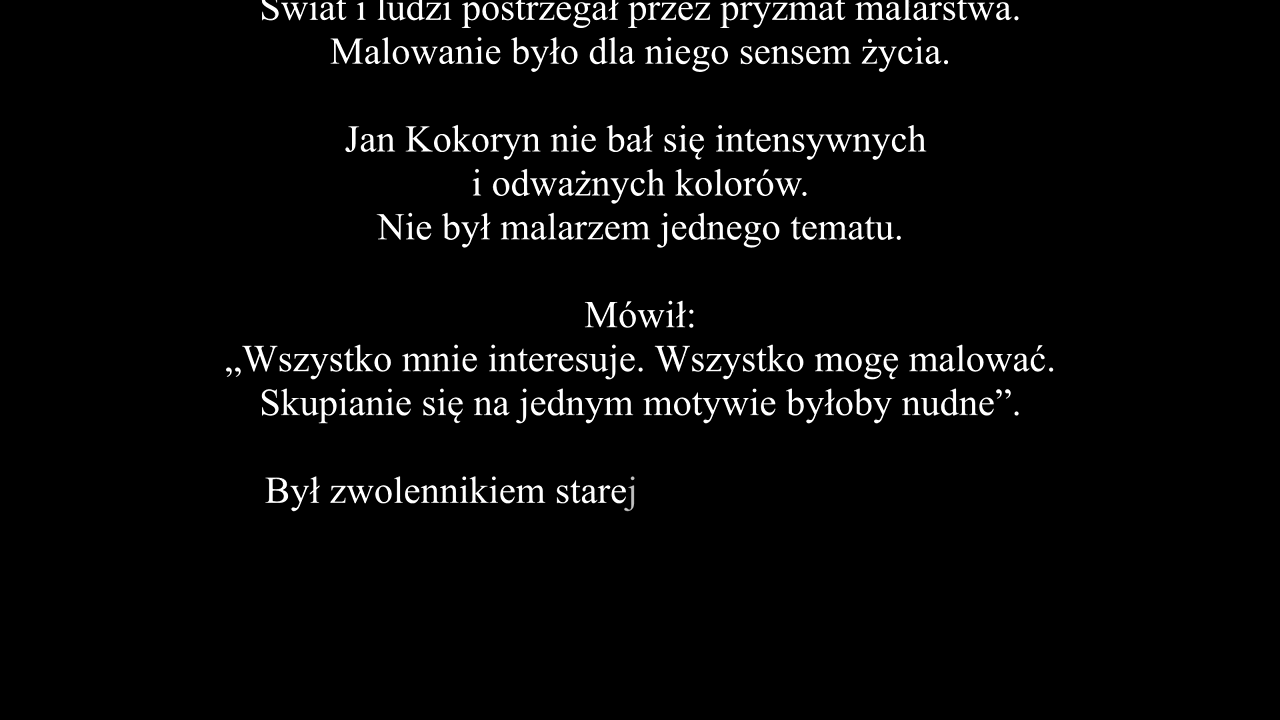 Świat i ludzi postrzegał przez pryzmat malarstwa.
Malowanie było dla niego sensem życia.
Jan Kokoryn nie bał się intensywnych
i odważnych kolorów.
Nie był malarzem jednego tematu.
Mówił:
„Wszystko mnie interesuje. Wszystko mogę malować.
Skupianie się na jednym motywie byłoby nudne”.
Był zwolennikiem starej